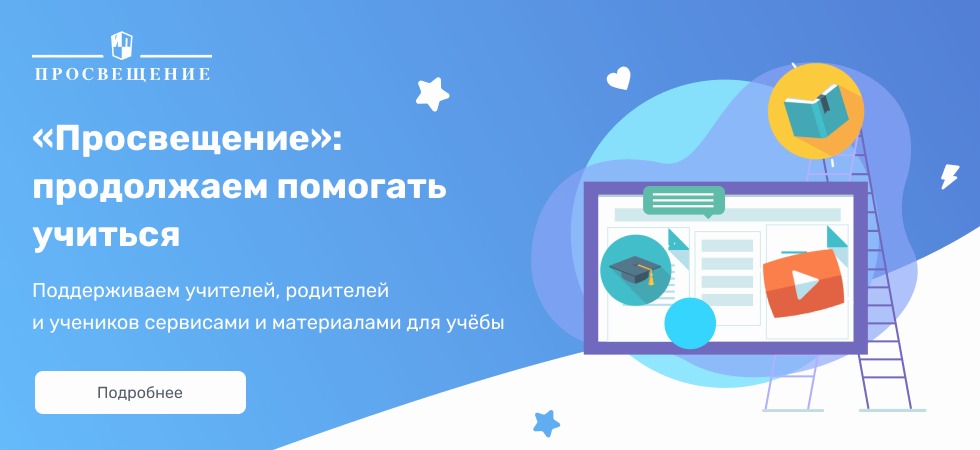 ПРОСВЕЩЕНИЕ
«Просвещение»:
продолжаем помогать
учиться
Поддерживаем учителей, родителей
и учеников сервисами и материалами для учёбы
Подробнее